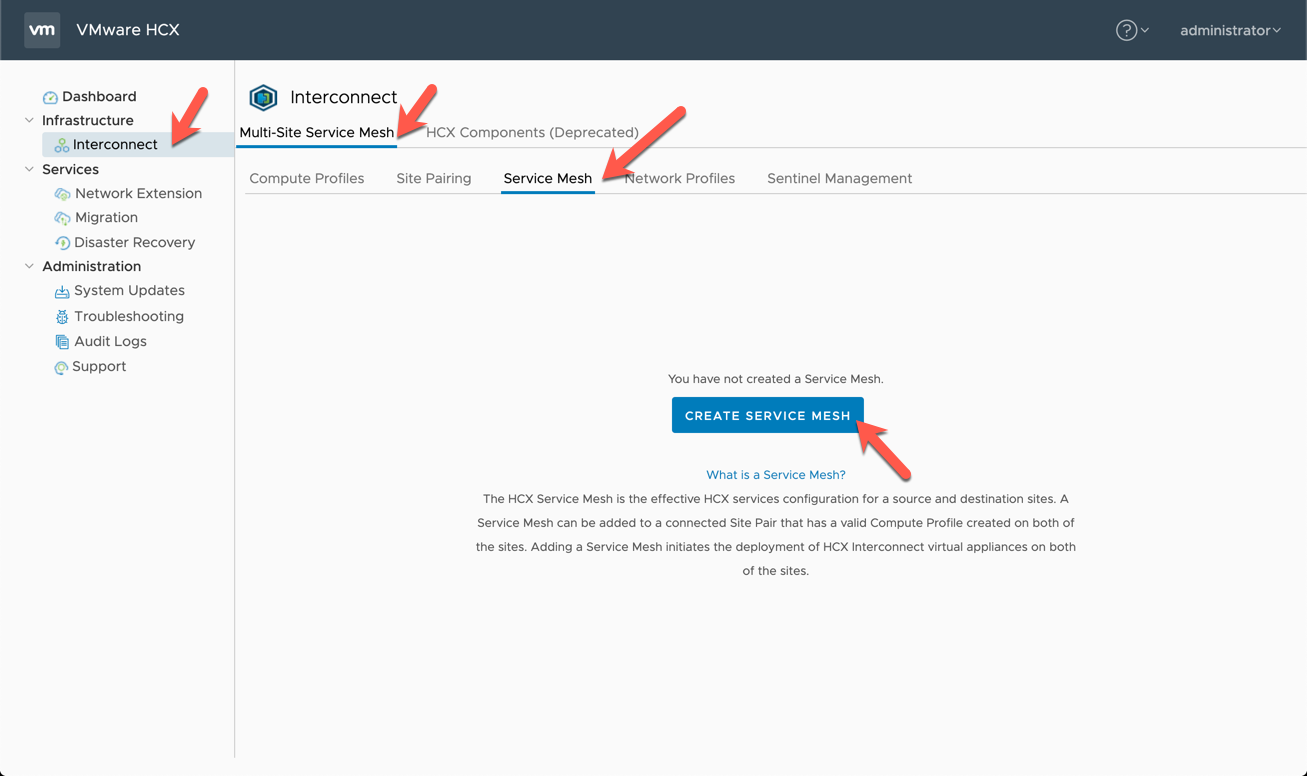 vm VMware HCX
? administrator
Dashboard
Infrastructure
Interconnect
Services
Network Extension
Migration
Disaster Recovery
Administration
System Updates
Troubleshooting
Audit Logs
Support
Interconnect
Multi-Site Service Mesh HCX Components (Deprecated)
Compute Profiles Site Pairing Service Mesh Network Profiles Sentinel Management
You have not created a Service Mesh.
CREATE SERVICE MESH
What is a Service Mesh?
The HCX Service Mesh is the effective HCX services configuration for a source and destination sites. A
Service Mesh can be added to a connected Site Pair that has a valid Compute Profile created on both of
the sites. Adding a Service Mesh initiates the deployment of HCX Interconnect virtual appliances on both
of the sites.